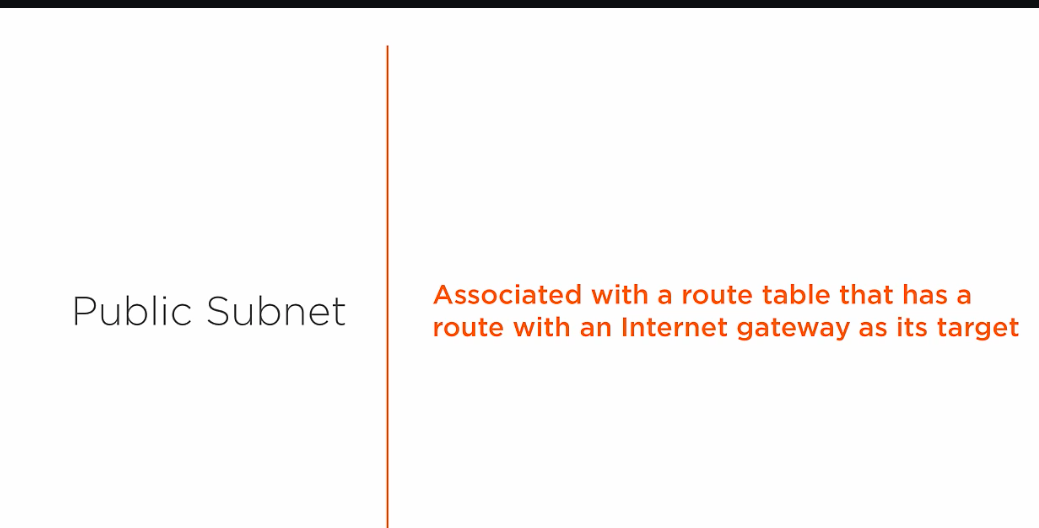 Public Subnet
Associated with a route table that has a
route with an Internet gateway as its target